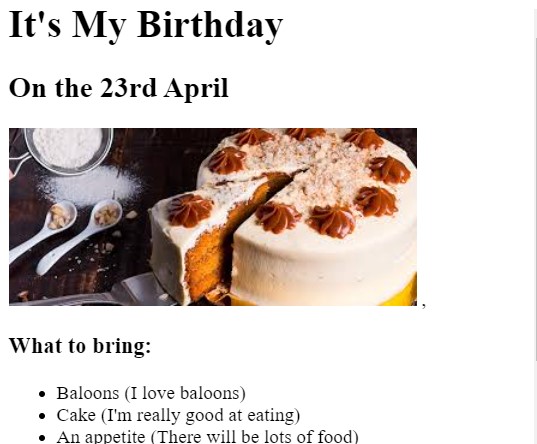 It's My Birthday
On the 23rd April
,
What to bring:
Baloons (I love baloons)
Cake (I'm really good at eating)
An appetite (There will be lots of food)